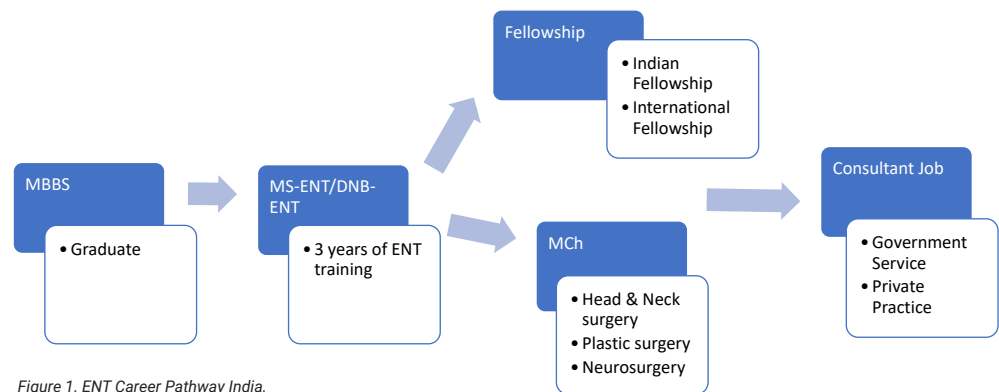 Fellowship
• Indian
Fellowship
• International
Fellowship
MBBS
• Graduate
MS-ENT/DNB-
ENT
• 3 years of ENT
training
MCh
• Head & Neck
surgery
• Plastic surgery
• Neurosurgery
Consultant Job
• Government
Service
• Private
Practice
Figure 1. ENT Career Pathway India.